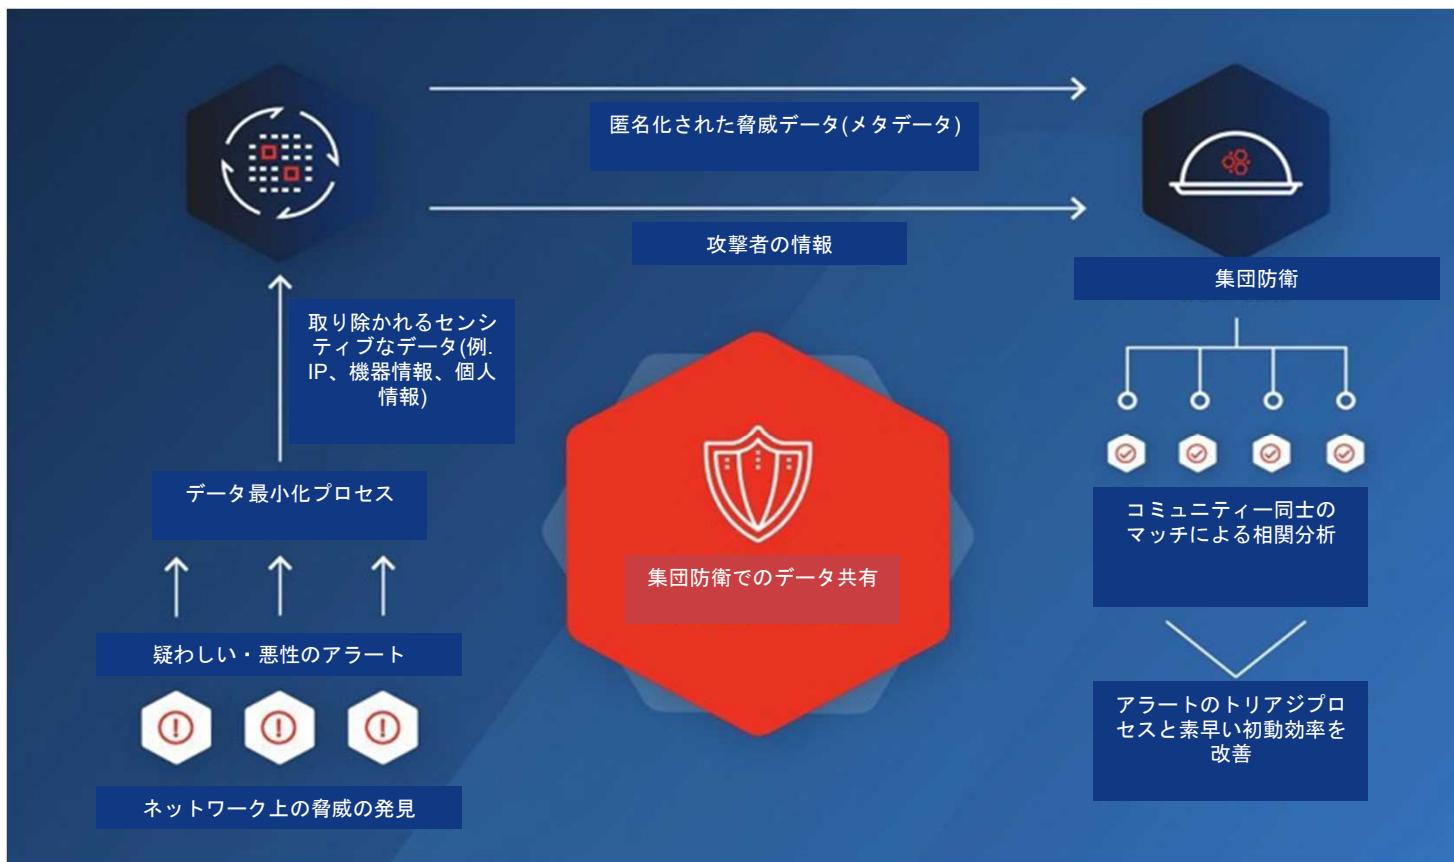 匿名化された脅威データ(メタデータ)
攻撃者の情報
集団防衛
取り除かれるセンシ
ティブなデータ(例.
IP、機器情報、個人
情報)
データ最小化プロセス
疑わしい・悪性のアラート
ネットワーク上の脅威の発見
集団防衛でのデータ共有
コミュニティー同士の
マッチによる相関分析
アラートのトリアジプロ
セスと素早い初動効率を
改善